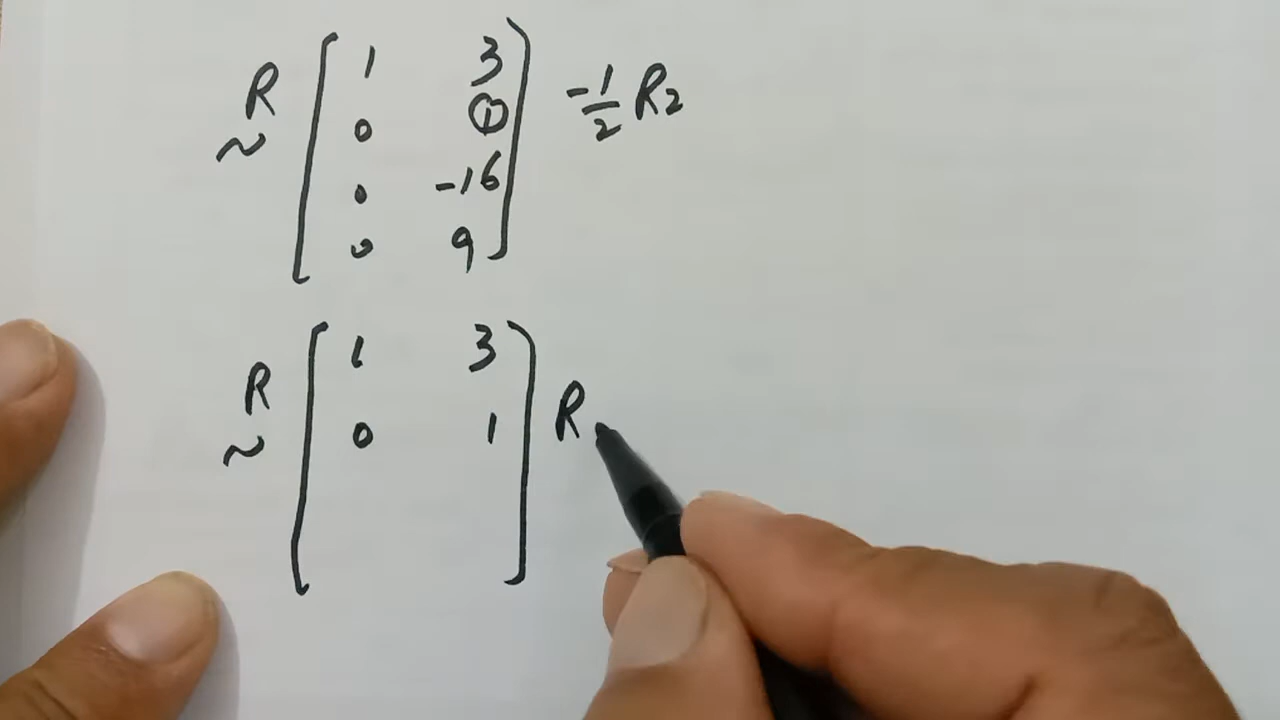 R ~ [ 1 3 ] -1/2 R2
0 ①
0 -16
0 9
R ~ [ 1 3 ]
0 1 R